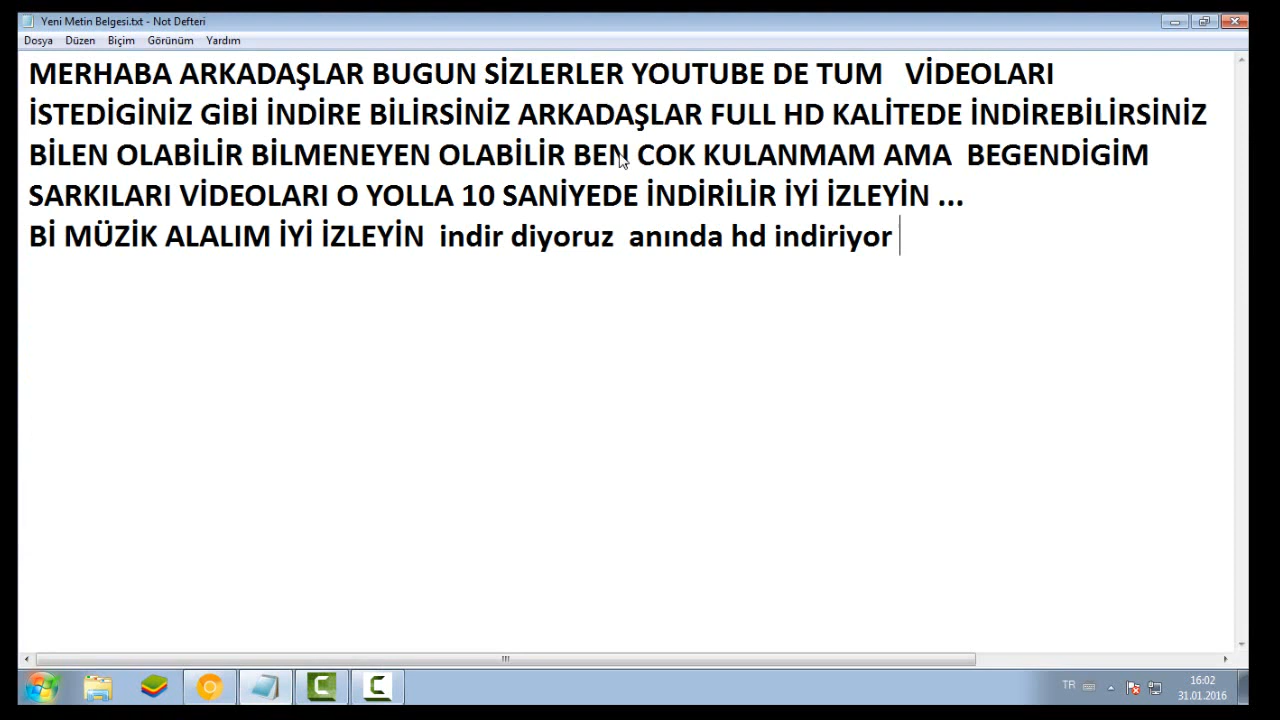 Yeni Metin Belgesi.txt - Not Defteri
Dosya Düzen Biçim Görünüm Yardım
MERHABA ARKADAŞLAR BUGUN SİZLERLER YOUTUBE DE TUM VİDEOLARI
İSTEDİGİNİZ GİBİ İNDİRE BİLİRSİNİZ ARKADAŞLAR FULL HD KALİTEDE İNDİREBİLİRSİNİZ
BİLEN OLABİLİR BİLMENEYEN OLABİLİR BEN COK KULANMAM AMA BEGENDİGİM
SARKILARI VİDEOLARI O YOLLA 10 SANİYEDE İNDİRİLİR İYİ İZLEYİN ...
Bİ MÜZİK ALALIM İYİ İZLEYİN indir diyoruz anında hd indiriyor
TR
16:02
31.01.2016